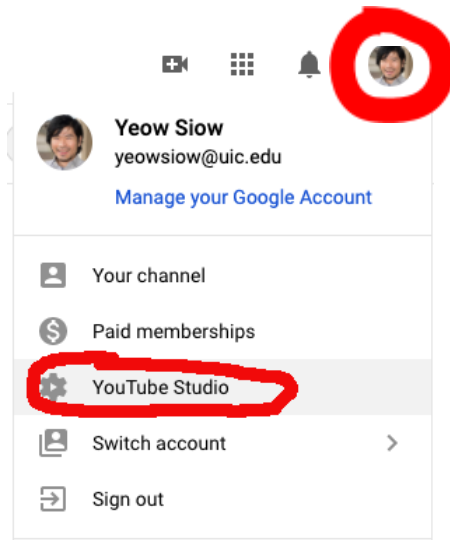 Yeow Siow
yeowsiow@uic.edu
Manage your Google Account
Your channel
Paid memberships
YouTube Studio
Switch account
Sign out